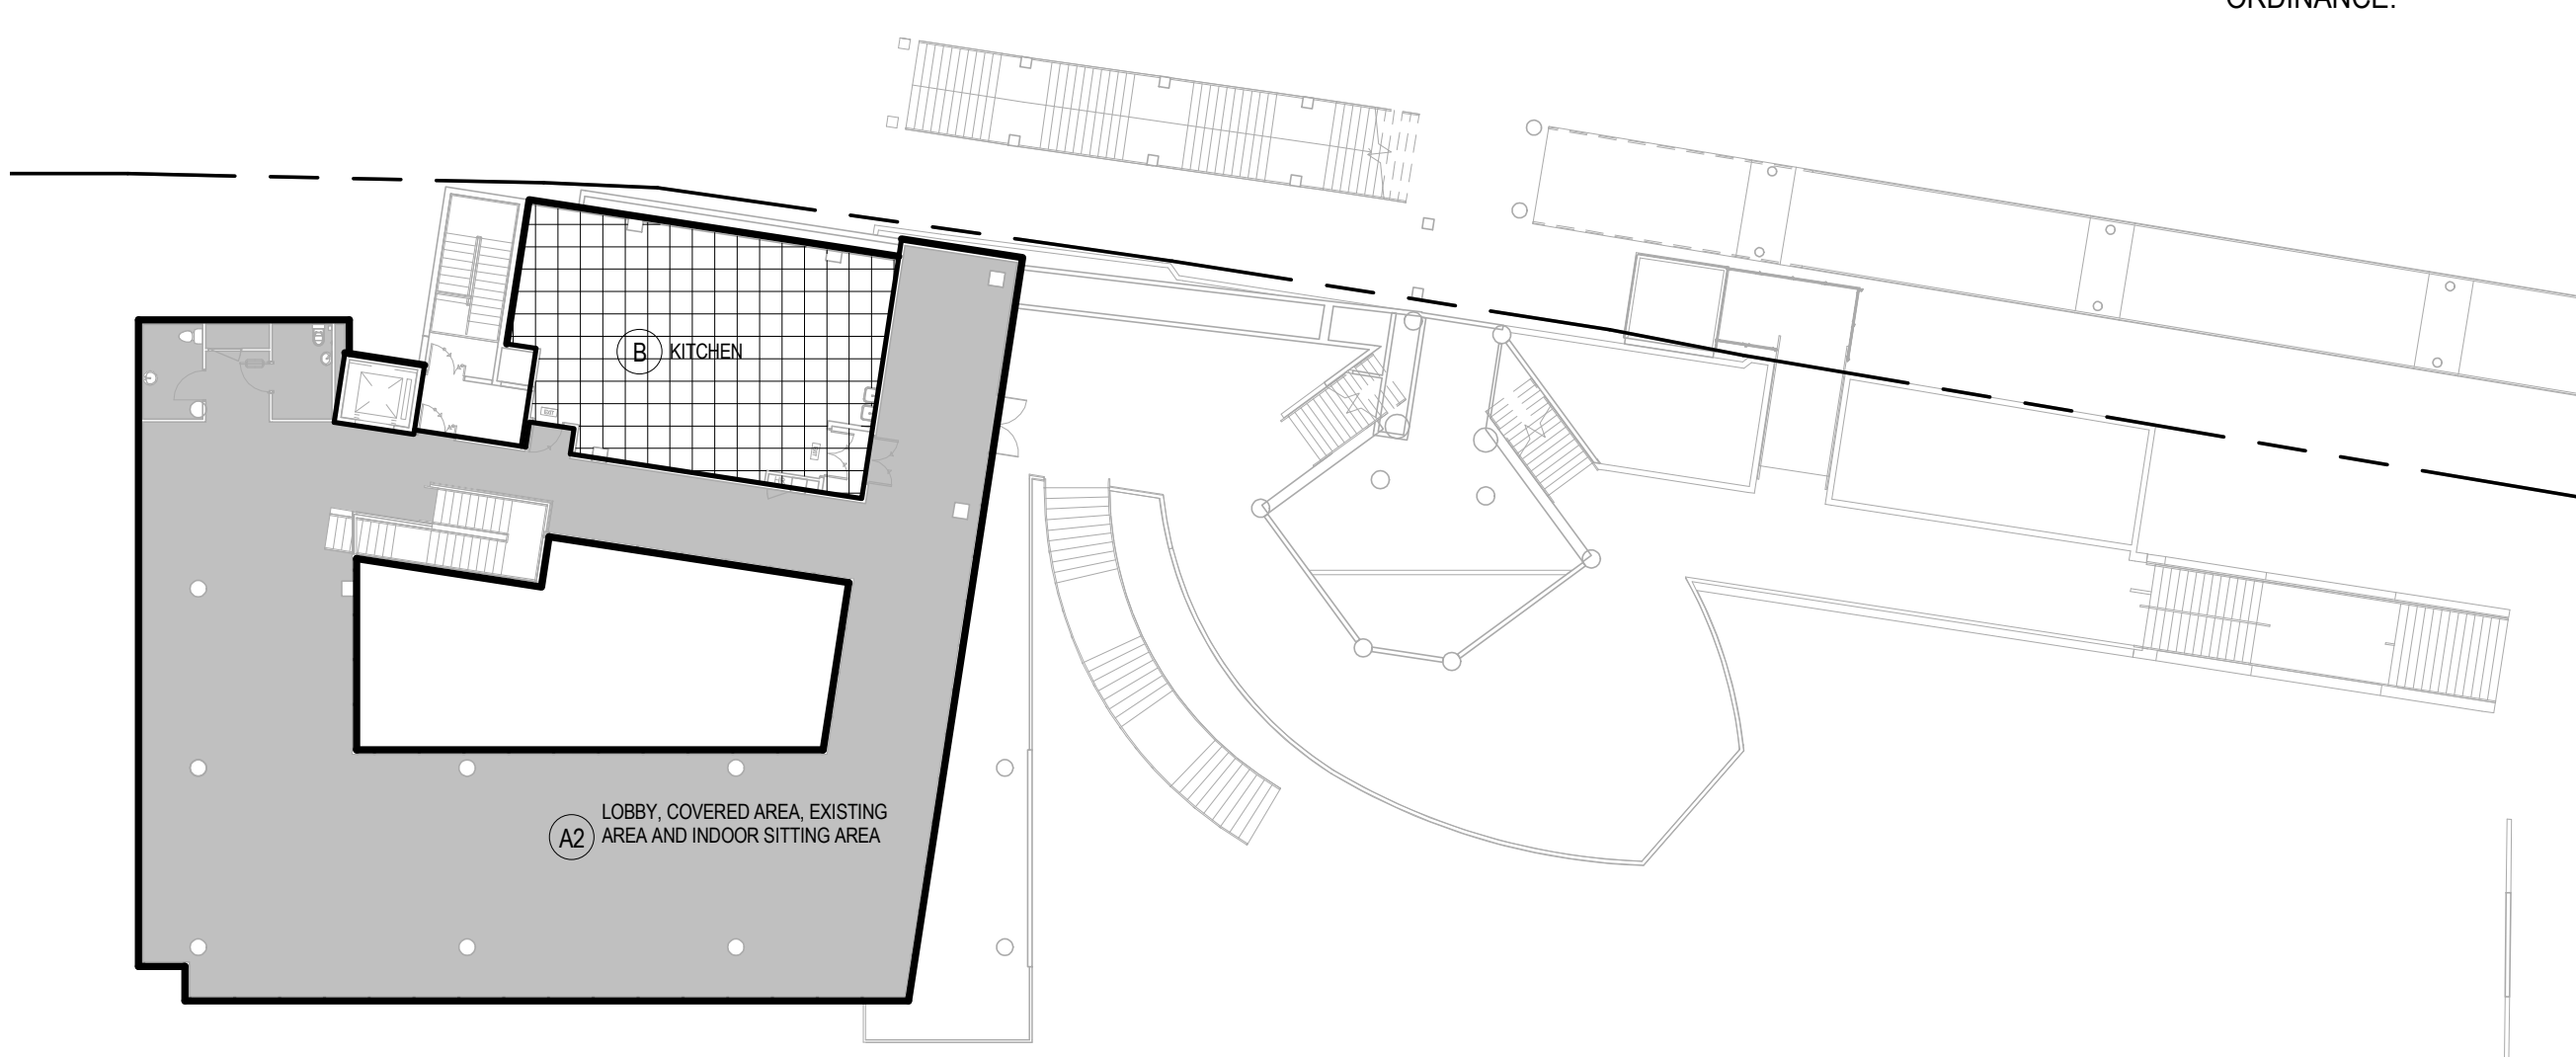 ORDINANCE.
B KITCHEN
LOBBY, COVERED AREA, EXISTING
A2 AREA AND INDOOR SITTING AREA